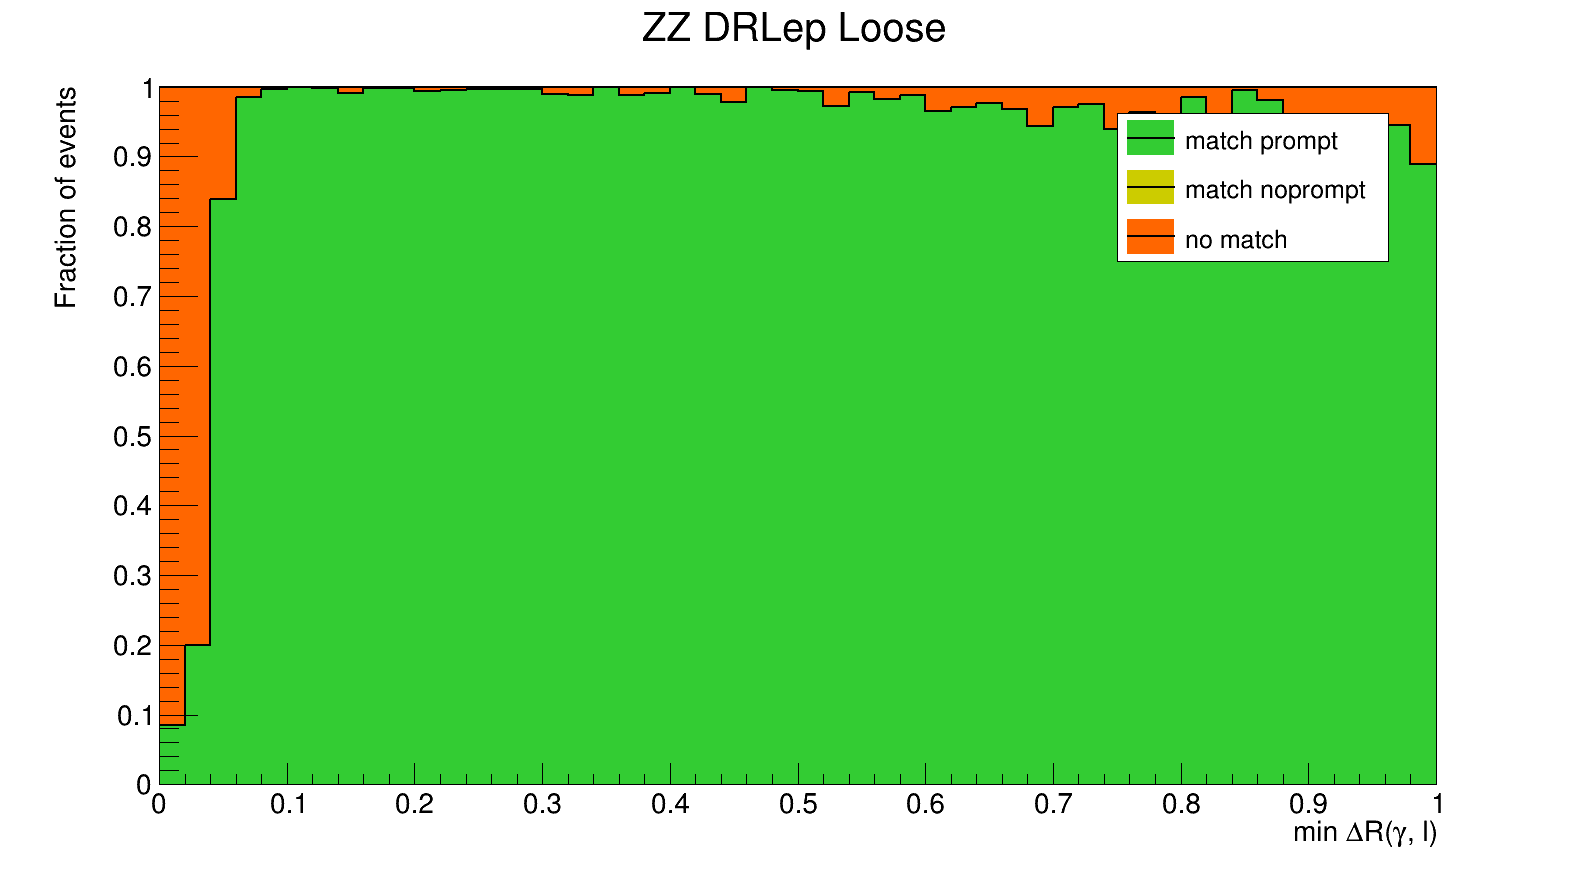 ZZ DRLep Loose
Fraction of events
1
0.9
0.8
0.7
0.6
0.5
0.4
0.3
0.2
0.1
0
match prompt
match noprompt
no match
0 0.1 0.2 0.3 0.4 0.5 0.6 0.7 0.8 0.9 1
min ΔR(γ, l)